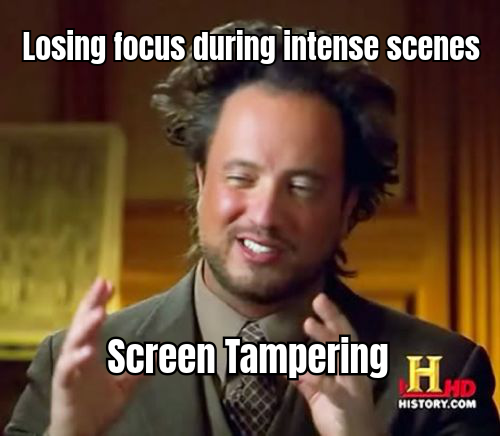 Losing focus during intense scenes
Screen Tampering
H HD
HISTORY.COM